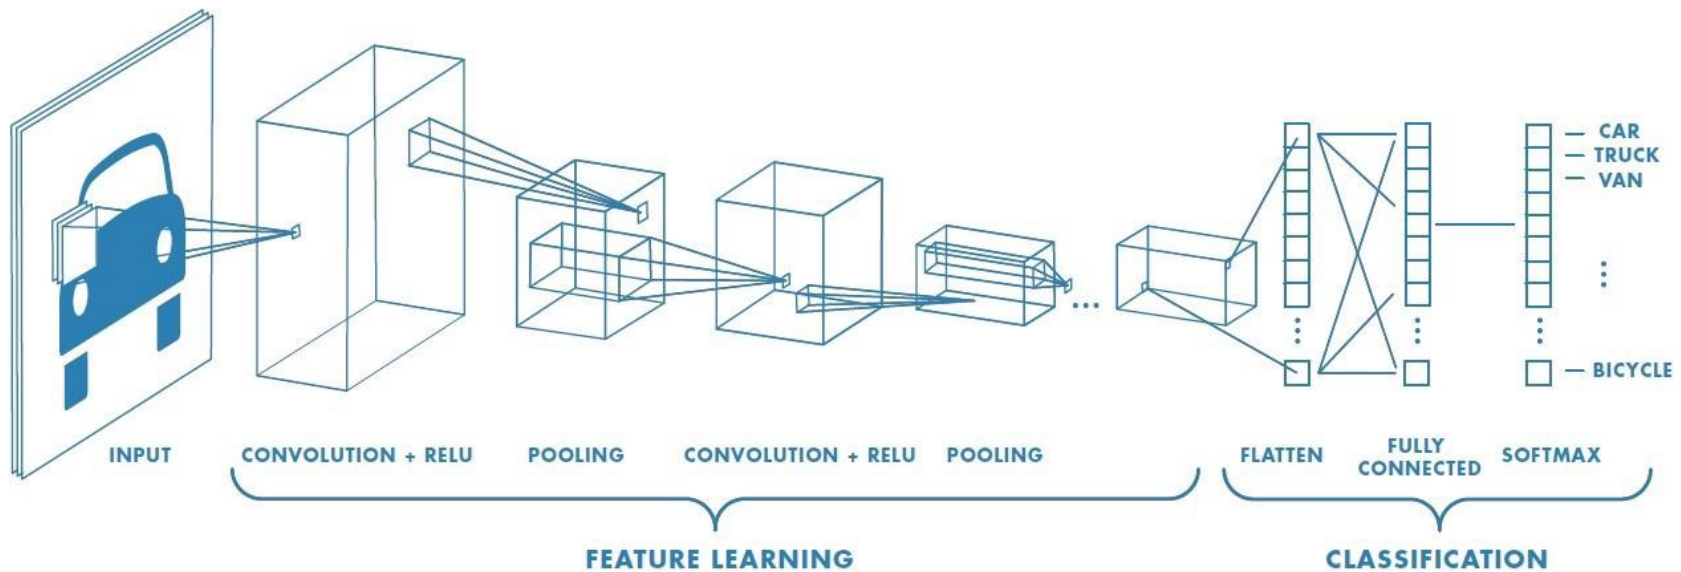 CAR
TRUCK
VAN
BICYCLE
INPUT
CONVOLUTION + RELU
POOLING
CONVOLUTION + RELU
POOLING
FLATTEN
FULLY
CONNECTED
SOFTMAX
FEATURE LEARNING
CLASSIFICATION